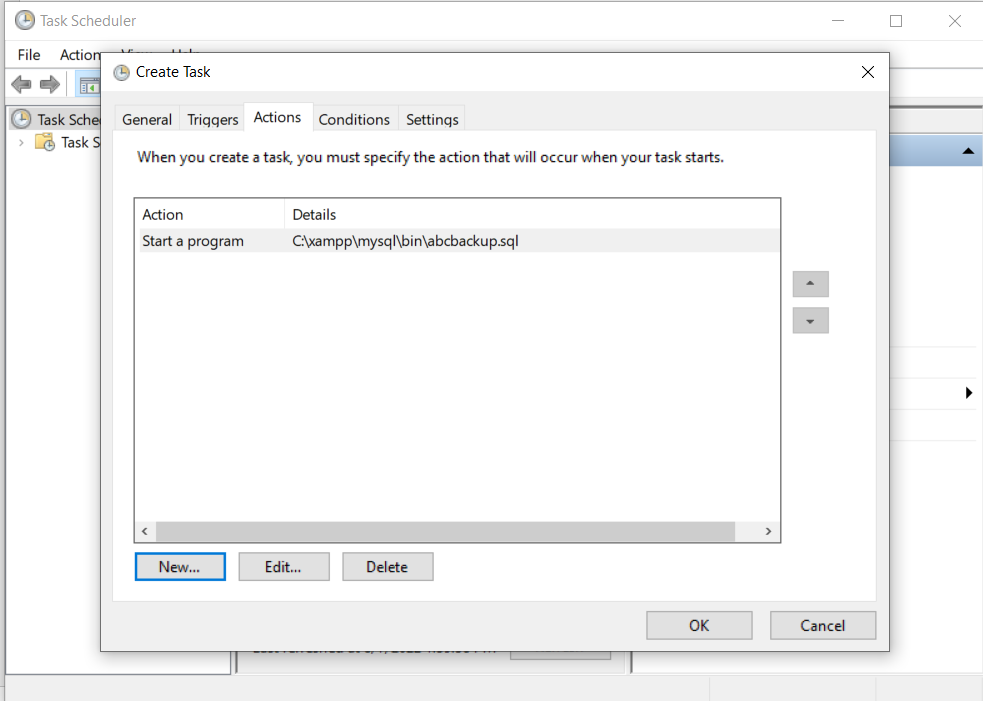 Task Scheduler
File Action View Help
Create Task
Task Sche
Task S
General Triggers Actions Conditions Settings
When you create a task, you must specify the action that will occur when your task starts.
Action Details
Start a program C:\xampp\mysql\bin\abcbackup.sql
New... Edit... Delete
OK Cancel